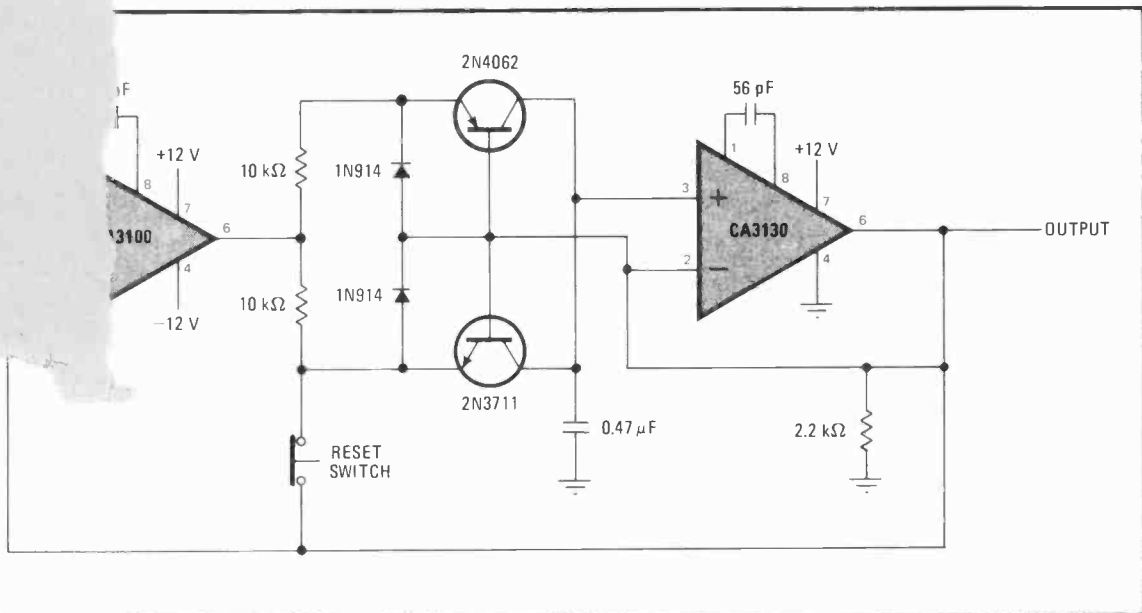 2N4062
56 pF
+12 V
8
7
6
4
-12 V
10 kΩ
10 kΩ
1N914
1N914
2N3711
0.47 µF
RESET
SWITCH
1
8
+12 V
7
3
+
CA3130
2
−
6
4
OUTPUT
2.2 kΩ